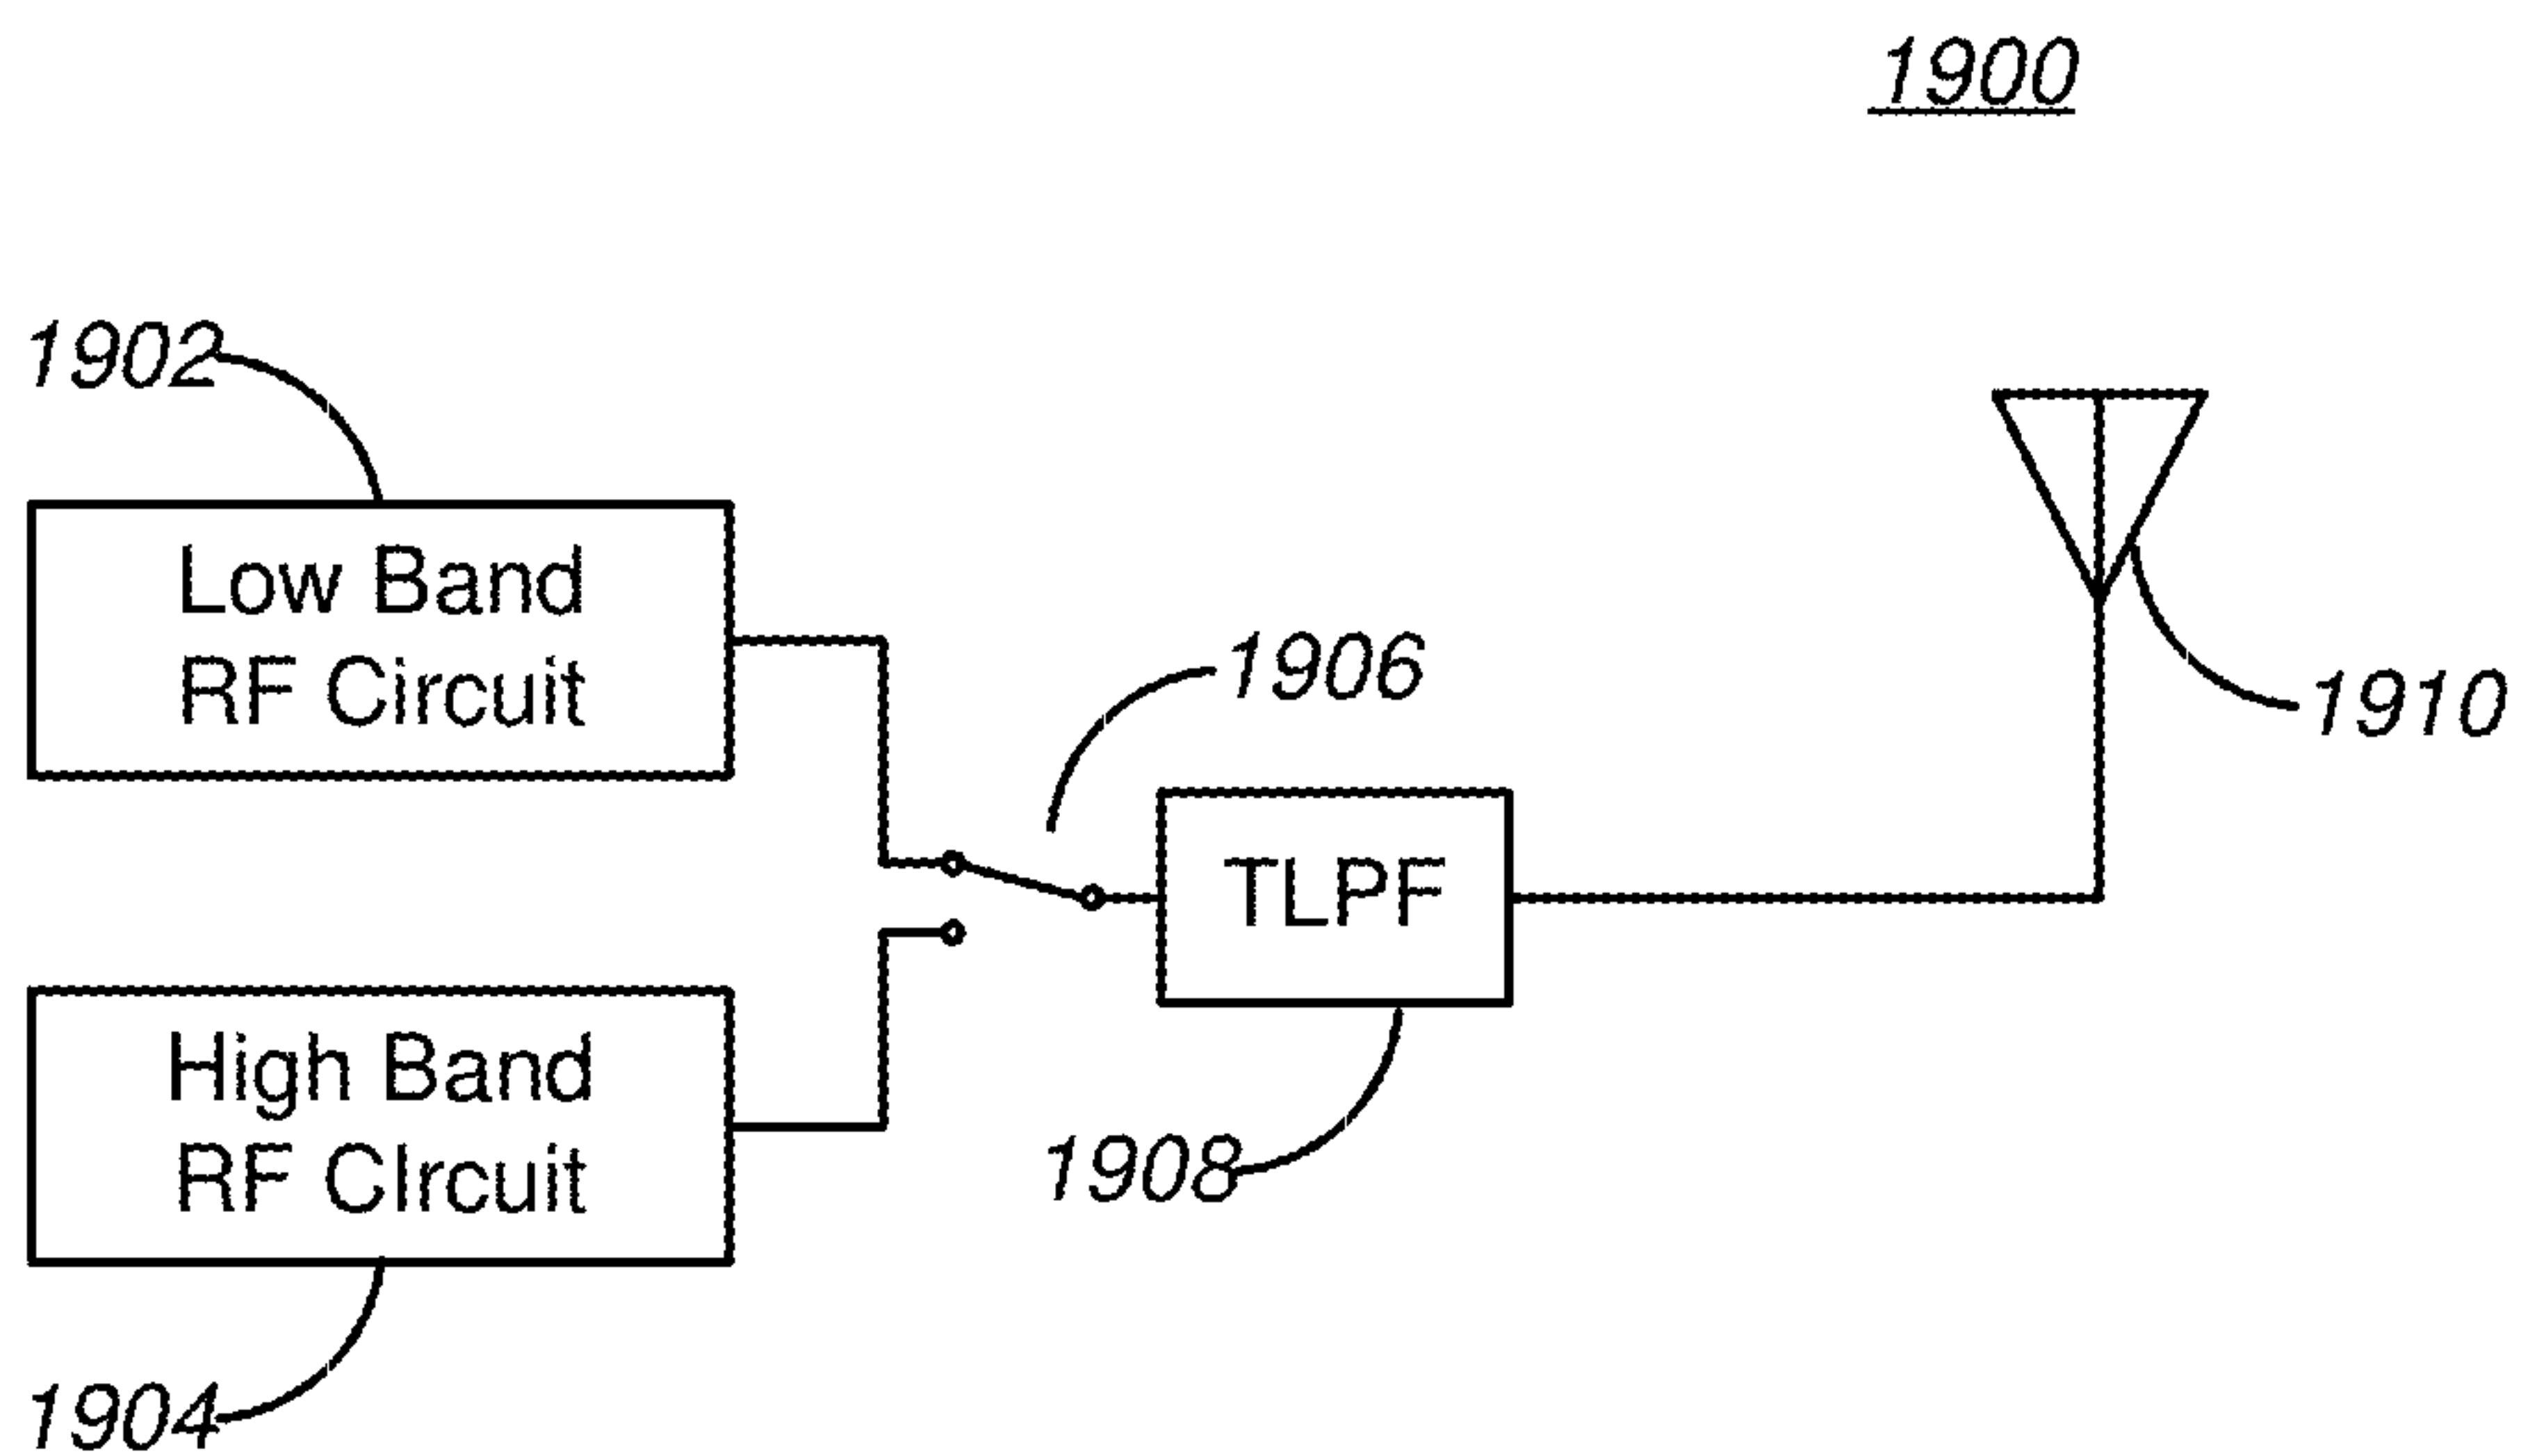 1900
1902
Low Band
RF Circuit
1906
1910
TLPF
High Band
RF CIrcuit
1908
1904